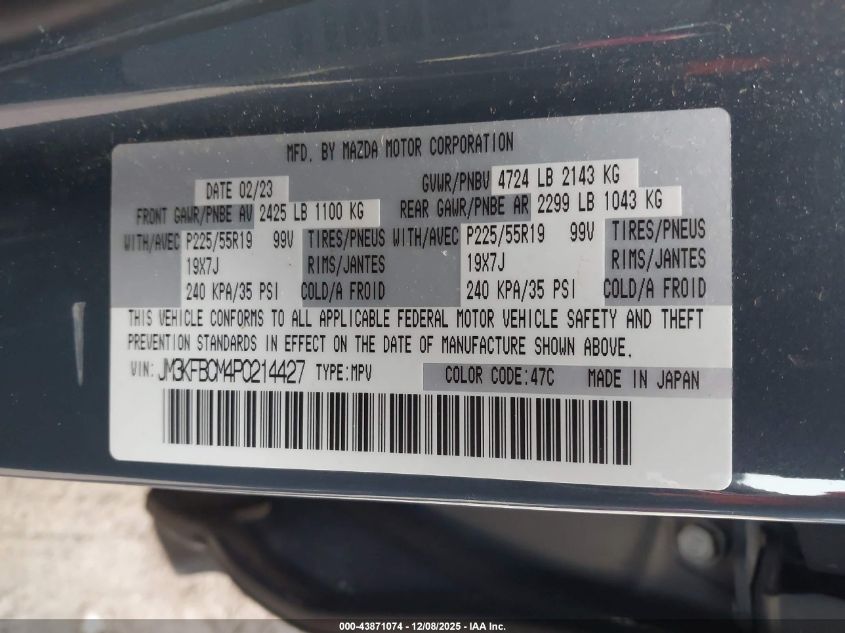 MFD. BY MAZDA MOTOR CORPORATION
DATE 02/23 GVWR/PNBV 4724 LB 2143 KG
FRONT GAWR/PNBE AV 2425 LB 1100 KG REAR GAWR/PNBE AR 2299 LB 1043 KG
WITH/AVEC P225/55R19 99V TIRES/PNEUS WITH/AVEC P225/55R19 99V TIRES/PNEUS
19X7J RIMS/JANTES 19X7J RIMS/JANTES
240 KPA/35 PSI COLD/A FROID 240 KPA/35 PSI COLD/A FROID
THIS VEHICLE CONFORMS TO ALL APPLICABLE FEDERAL MOTOR VEHICLE SAFETY AND THEFT
PREVENTION STANDARDS IN EFFECT ON THE DATE OF MANUFACTURE SHOWN ABOVE.
VIN: JM3KFBCM4P0214427 TYPE:MPV COLOR CODE:47C MADE IN JAPAN
000-43871074 - 12/08/2025 - IAA Inc.